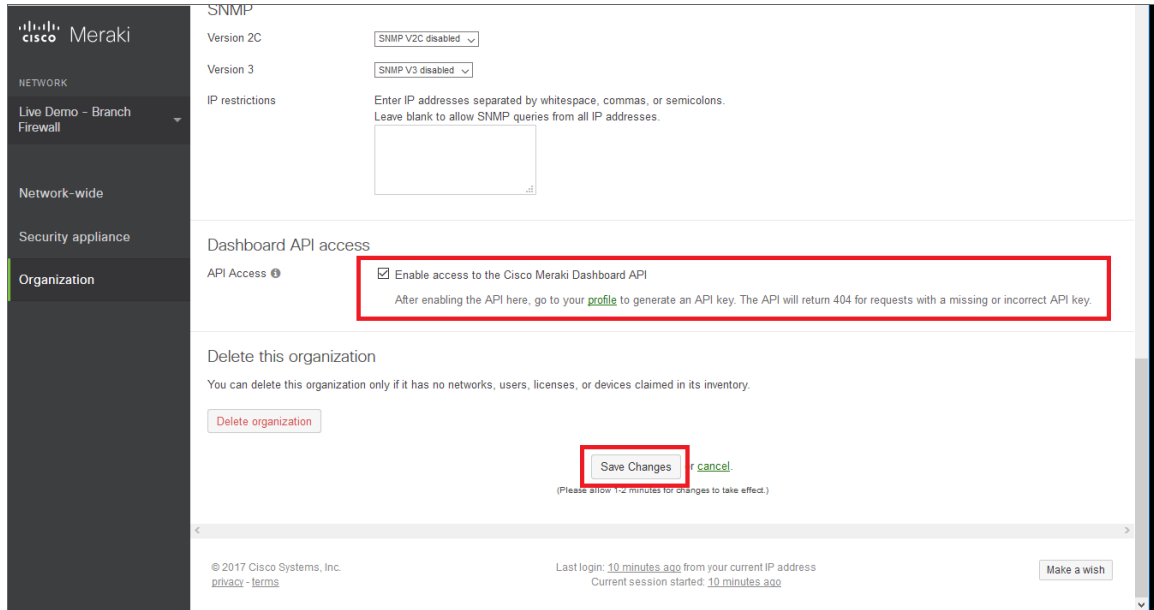 cisco Meraki
NETWORK
Live Demo - Branch
Firewall
Network-wide
Security appliance
Organization
SNMP
Version 2C
SNMP V2C disabled
Version 3
SNMP V3 disabled
IP restrictions
Enter IP addresses separated by whitespace, commas, or semicolons.
Leave blank to allow SNMP queries from all IP addresses.
Dashboard API access
API Access
Enable access to the Cisco Meraki Dashboard API
After enabling the API here, go to your profile to generate an API key. The API will return 404 for requests with a missing or incorrect API key.
Delete this organization
You can delete this organization only if it has no networks, users, licenses, or devices claimed in its inventory.
Delete organization
Save Changes or cancel.
(Please allow 1-2 minutes for changes to take effect.)
© 2017 Cisco Systems, Inc.
privacy - terms
Last login: 10 minutes ago from your current IP address
Current session started: 10 minutes ago
Make a wish